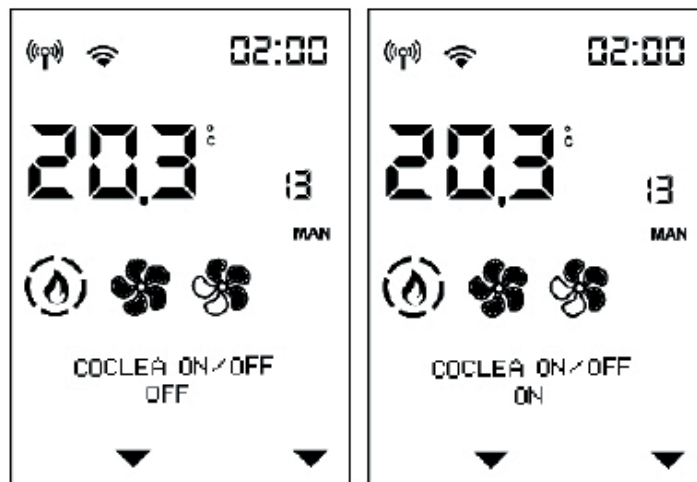 02:00
20.3 °C
13
MAN
COCLEA ON/OFF
OFF
02:00
20.3 °C
13
MAN
COCLEA ON/OFF
ON